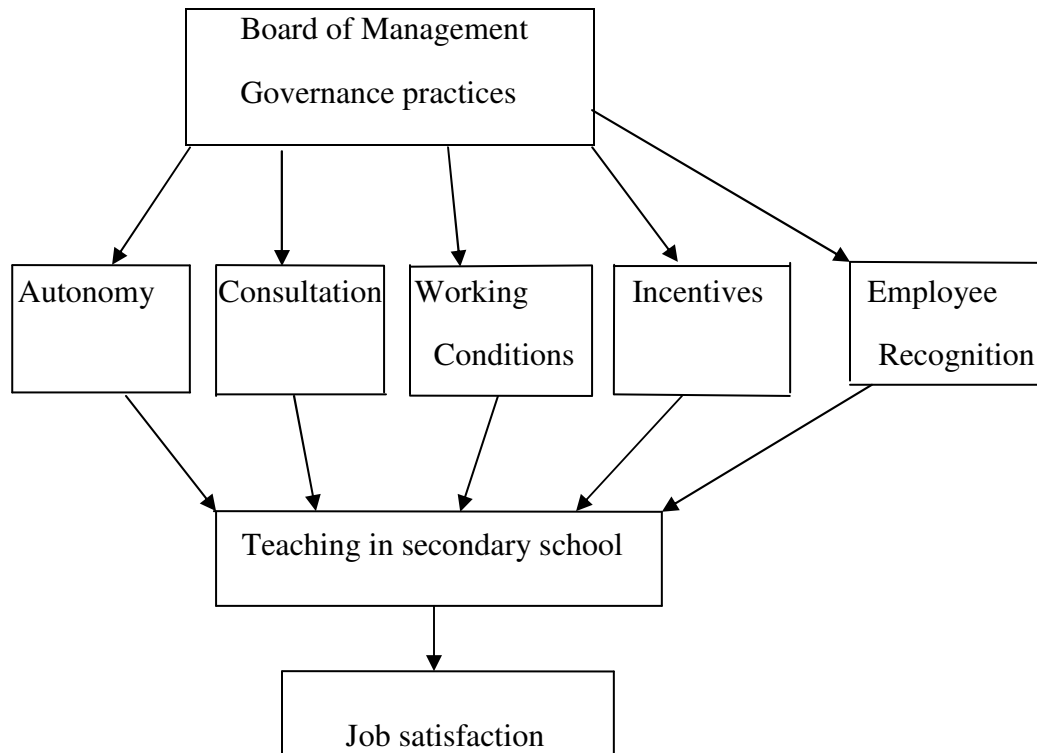 Board of Management
Governance practices
Autonomy
Consultation
Working
Conditions
Incentives
Employee
Recognition
Teaching in secondary school
Job satisfaction